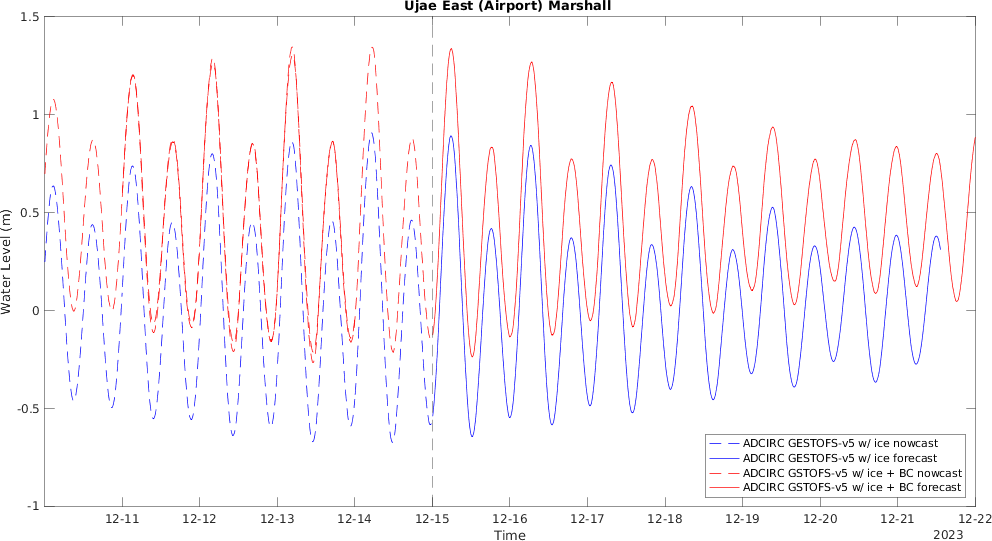 Ujae East (Airport) Marshall
1.5
1
0.5
0
-0.5
-1
Water Level (m)
ADCIRC GESTOFS-v5 w/ ice nowcast
ADCIRC GESTOFS-v5 w/ ice forecast
ADCIRC GSTOFS-v5 w/ ice + BC nowcast
ADCIRC GSTOFS-v5 w/ ice + BC forecast
12-11 12-12 12-13 12-14 12-15 12-16 12-17 12-18 12-19 12-20 12-21 12-22
Time
2023